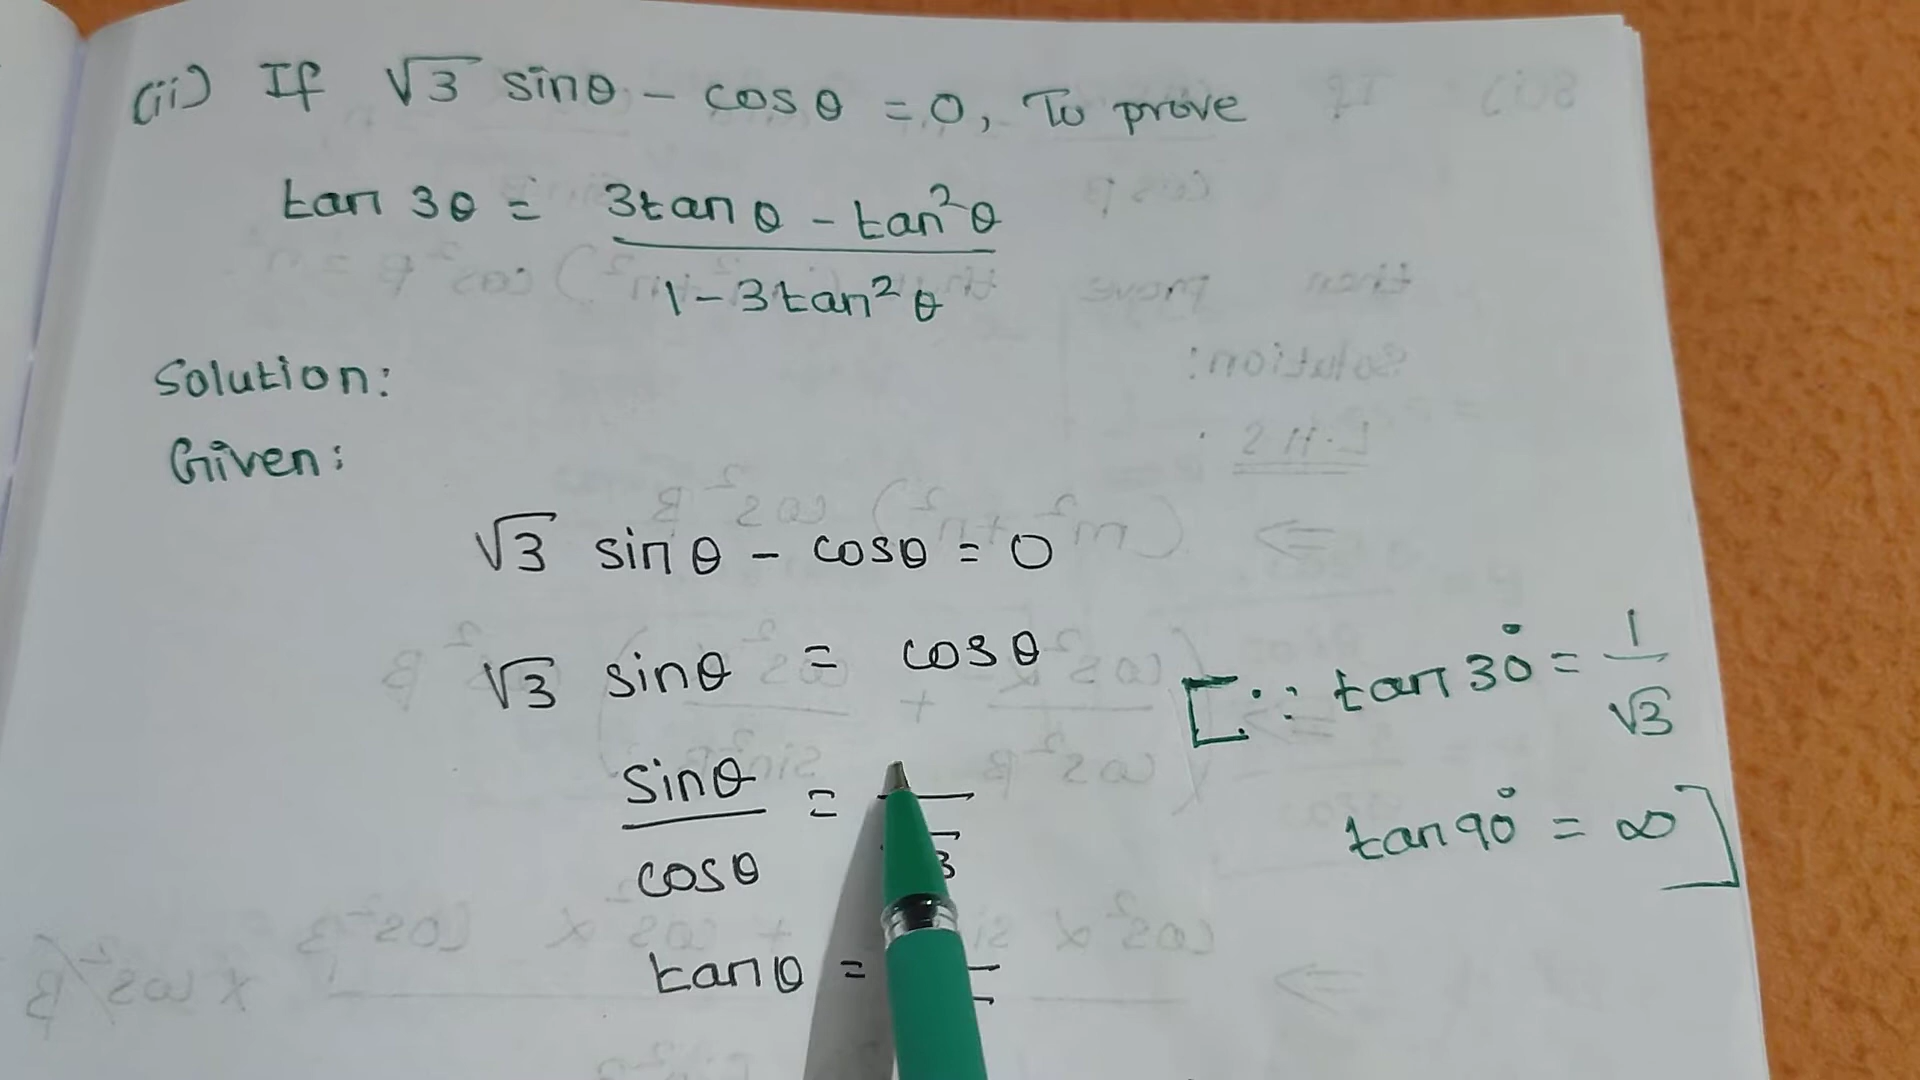 (ii) If √3 sinθ - cosθ = 0, To prove
tan 3θ = 3tanθ - tan²θ
1-3tan²θ
Solution:
Given:
√3 sinθ - cosθ = 0
√3 sinθ = cosθ
sinθ =
cosθ 3
tanθ =
[∵ tan 30° = 1
√3
tan 90° = ∞]